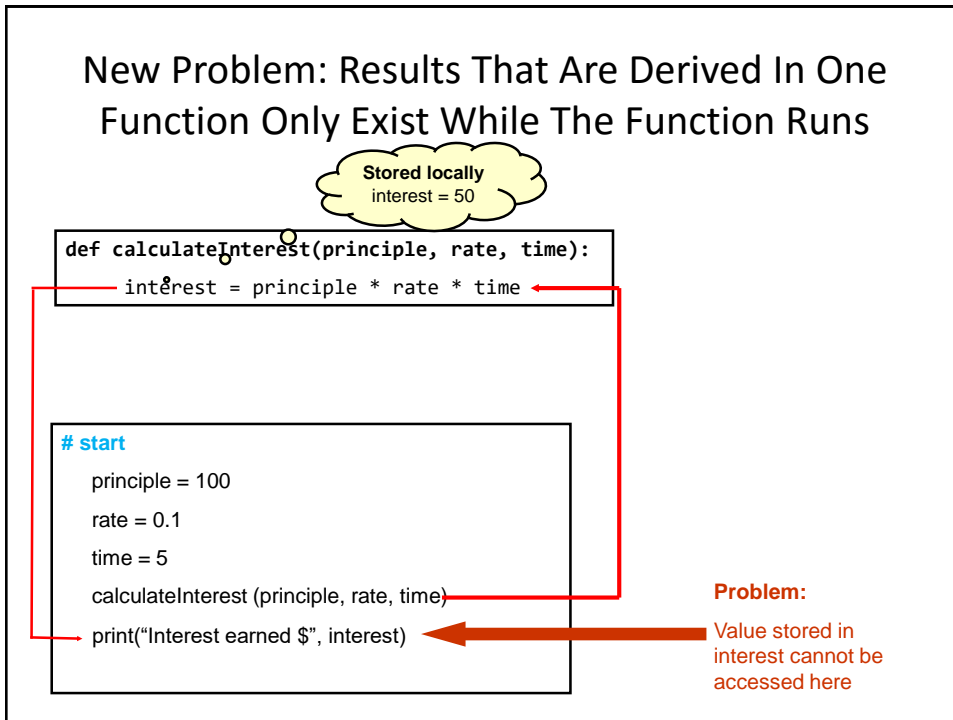 New Problem: Results That Are Derived In One
Function Only Exist While The Function Runs
Stored locally
interest = 50
def calculateInterest(principle, rate, time):
interest = principle * rate * time
# start
principle = 100
rate = 0.1
time = 5
calculateInterest (principle, rate, time)
print(“Interest earned $”, interest)
Problem:
Value stored in
interest cannot be
accessed here